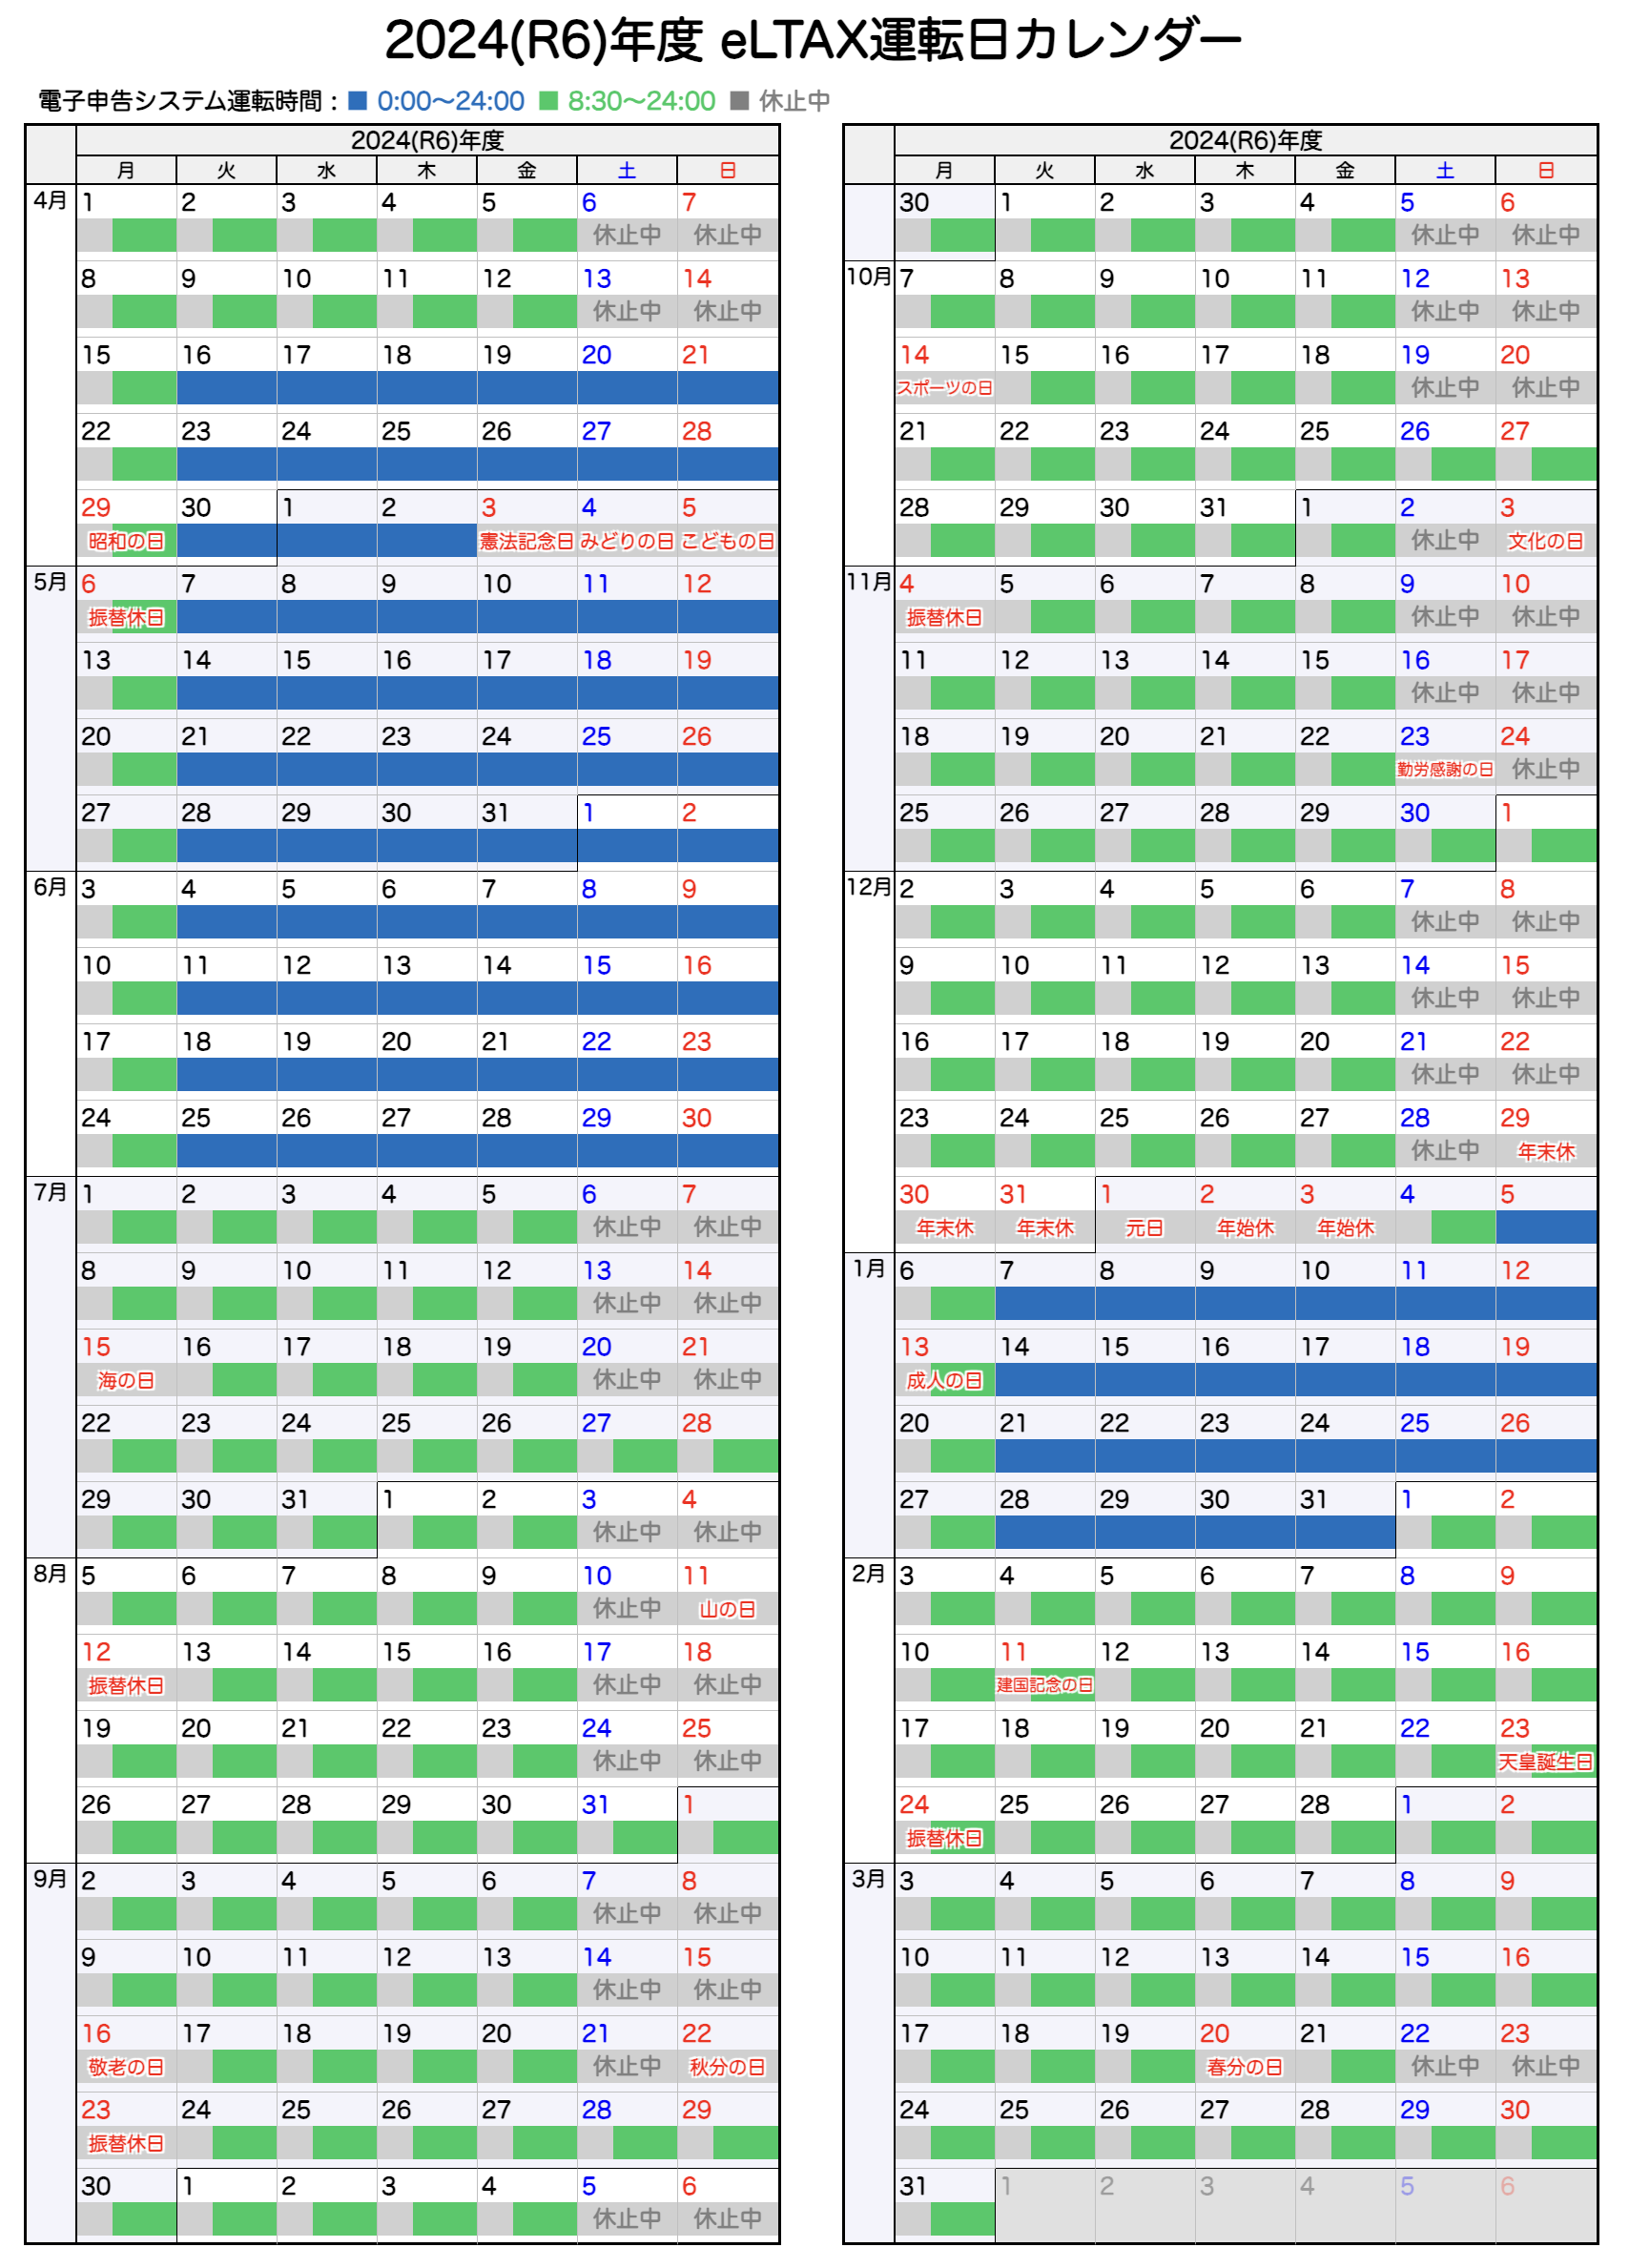 2024(R6)年度 eLTAX運転日カレンダー
電子申告システム運転時間：■ 0:00〜24:00 ■ 8:30〜24:00 ■ 休止中
2024(R6)年度
月 火 水 木 金 土 日
4月 1 2 3 4 5 6 7
休止中 休止中
8 9 10 11 12 13 14
休止中 休止中
15 16 17 18 19 20 21
22 23 24 25 26 27 28
29 30 1 2 3 4 5
昭和の日 憲法記念日 みどりの日 こどもの日
5月 6 7 8 9 10 11 12
振替休日
13 14 15 16 17 18 19
20 21 22 23 24 25 26
27 28 29 30 31 1 2
6月 3 4 5 6 7 8 9
10 11 12 13 14 15 16
17 18 19 20 21 22 23
24 25 26 27 28 29 30
7月 1 2 3 4 5 6 7
休止中 休止中
8 9 10 11 12 13 14
休止中 休止中
15 16 17 18 19 20 21
海の日 休止中 休止中
22 23 24 25 26 27 28
29 30 31 1 2 3 4
休止中 休止中
8月 5 6 7 8 9 10 11
休止中 山の日
12 13 14 15 16 17 18
振替休日 休止中 休止中
19 20 21 22 23 24 25
休止中 休止中
26 27 28 29 30 31 1
9月 2 3 4 5 6 7 8
休止中 休止中
9 10 11 12 13 14 15
休止中 休止中
16 17 18 19 20 21 22
敬老の日 休止中 秋分の日
23 24 25 26 27 28 29
振替休日
30 1 2 3 4 5 6
休止中 休止中
2024(R6)年度
月 火 水 木 金 土 日
30 1 2 3 4 5 6
休止中 休止中
10月 7 8 9 10 11 12 13
休止中 休止中
14 15 16 17 18 19 20
スポーツの日 休止中 休止中
21 22 23 24 25 26 27
28 29 30 31 1 2 3
休止中 文化の日
11月 4 5 6 7 8 9 10
振替休日 休止中 休止中
11 12 13 14 15 16 17
休止中 休止中
18 19 20 21 22 23 24
勤労感謝の日 休止中
25 26 27 28 29 30 1
12月 2 3 4 5 6 7 8
休止中 休止中
9 10 11 12 13 14 15
休止中 休止中
16 17 18 19 20 21 22
休止中 休止中
23 24 25 26 27 28 29
休止中 年末休
30 31 1 2 3 4 5
年末休 年末休 元日 年始休 年始休
1月 6 7 8 9 10 11 12
13 14 15 16 17 18 19
成人の日
20 21 22 23 24 25 26
27 28 29 30 31 1 2
2月 3 4 5 6 7 8 9
10 11 12 13 14 15 16
建国記念の日
17 18 19 20 21 22 23
天皇誕生日
24 25 26 27 28 1 2
振替休日
3月 3 4 5 6 7 8 9
10 11 12 13 14 15 16
17 18 19 20 21 22 23
春分の日 休止中 休止中
24 25 26 27 28 29 30
31 1 2 3 4 5 6